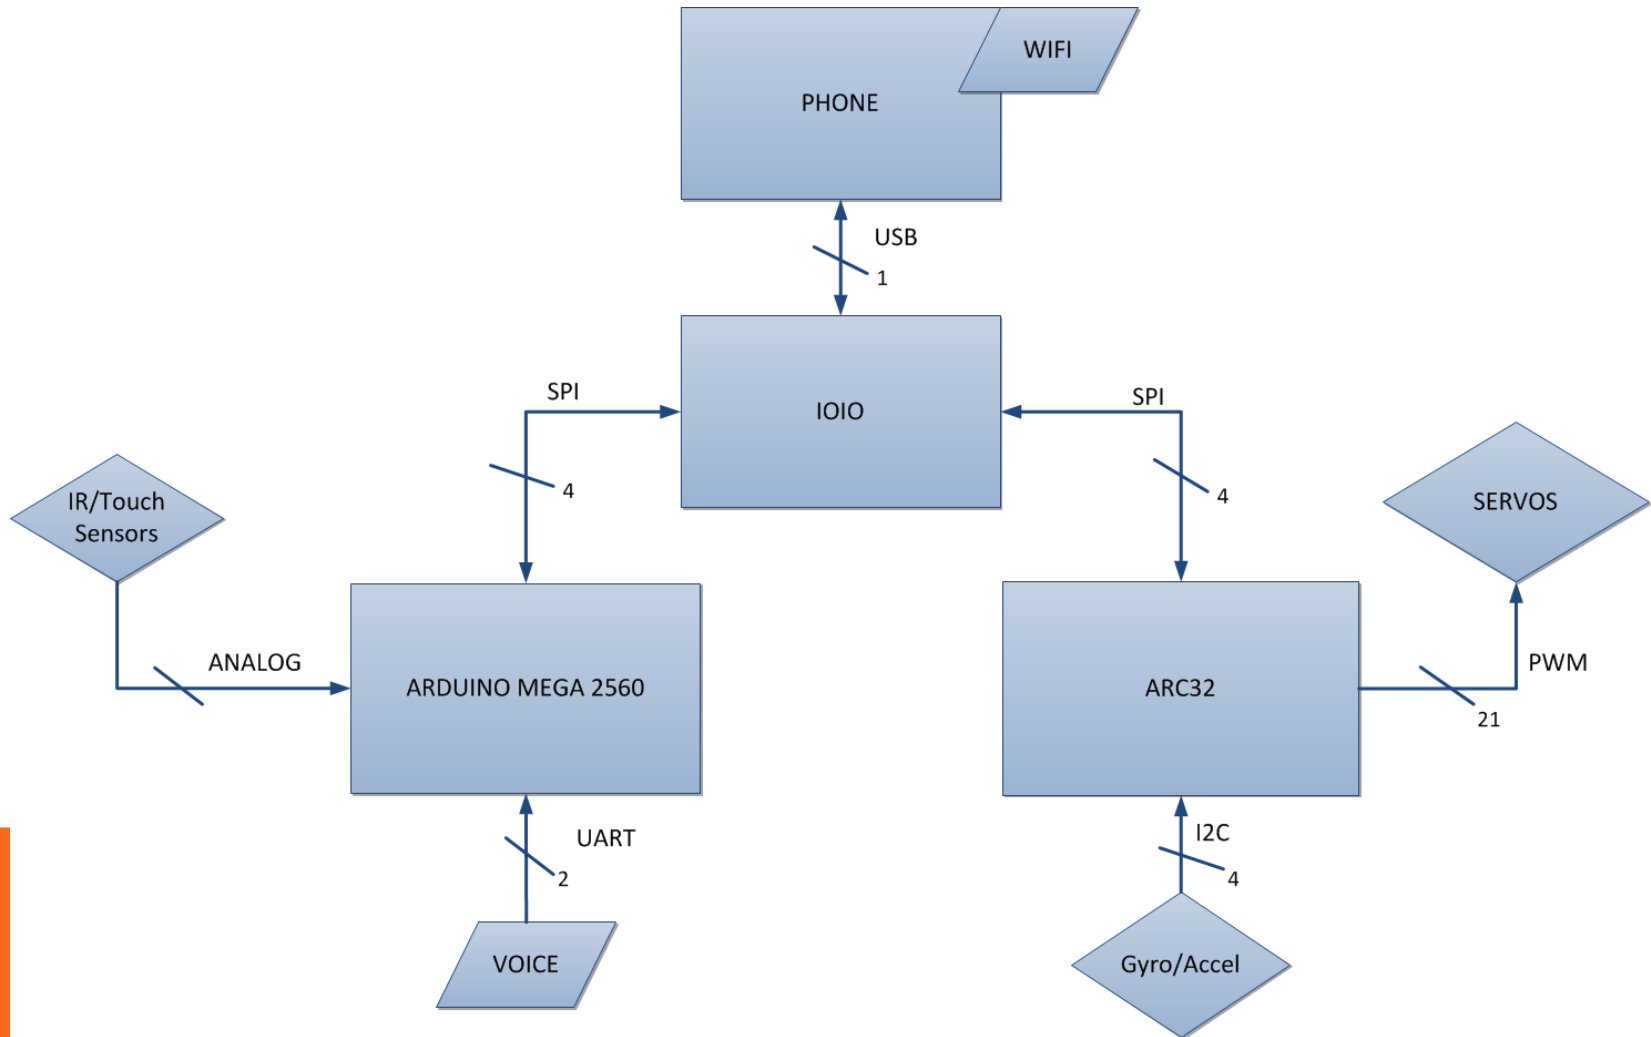 WIFI
PHONE
USB
1
SPI
IOIO
SPI
4
4
IR/Touch
Sensors
SERVOS
ANALOG
ARDUINO MEGA 2560
ARC32
PWM
21
UART
2
I2C
4
VOICE
Gyro/Accel